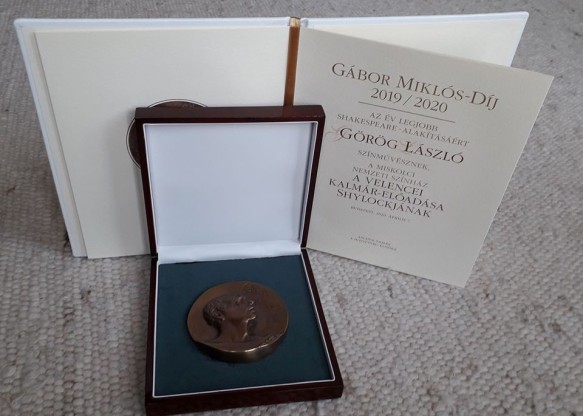 GÁBOR MIKLÓS-DÍJ
2019/2020
AZ ÉV LEGJOBB
SHAKESPEARE-ALAKÍTÁSÁÉRT
GÖRÖG LÁSZLÓ
SZÍNMŰVÉSZNEK,
A MISKOLCI
NEMZETI SZÍNHÁZ
A VELENCEI
KALMÁR-ELŐADÁSA
SHYLOCKJÁNAK